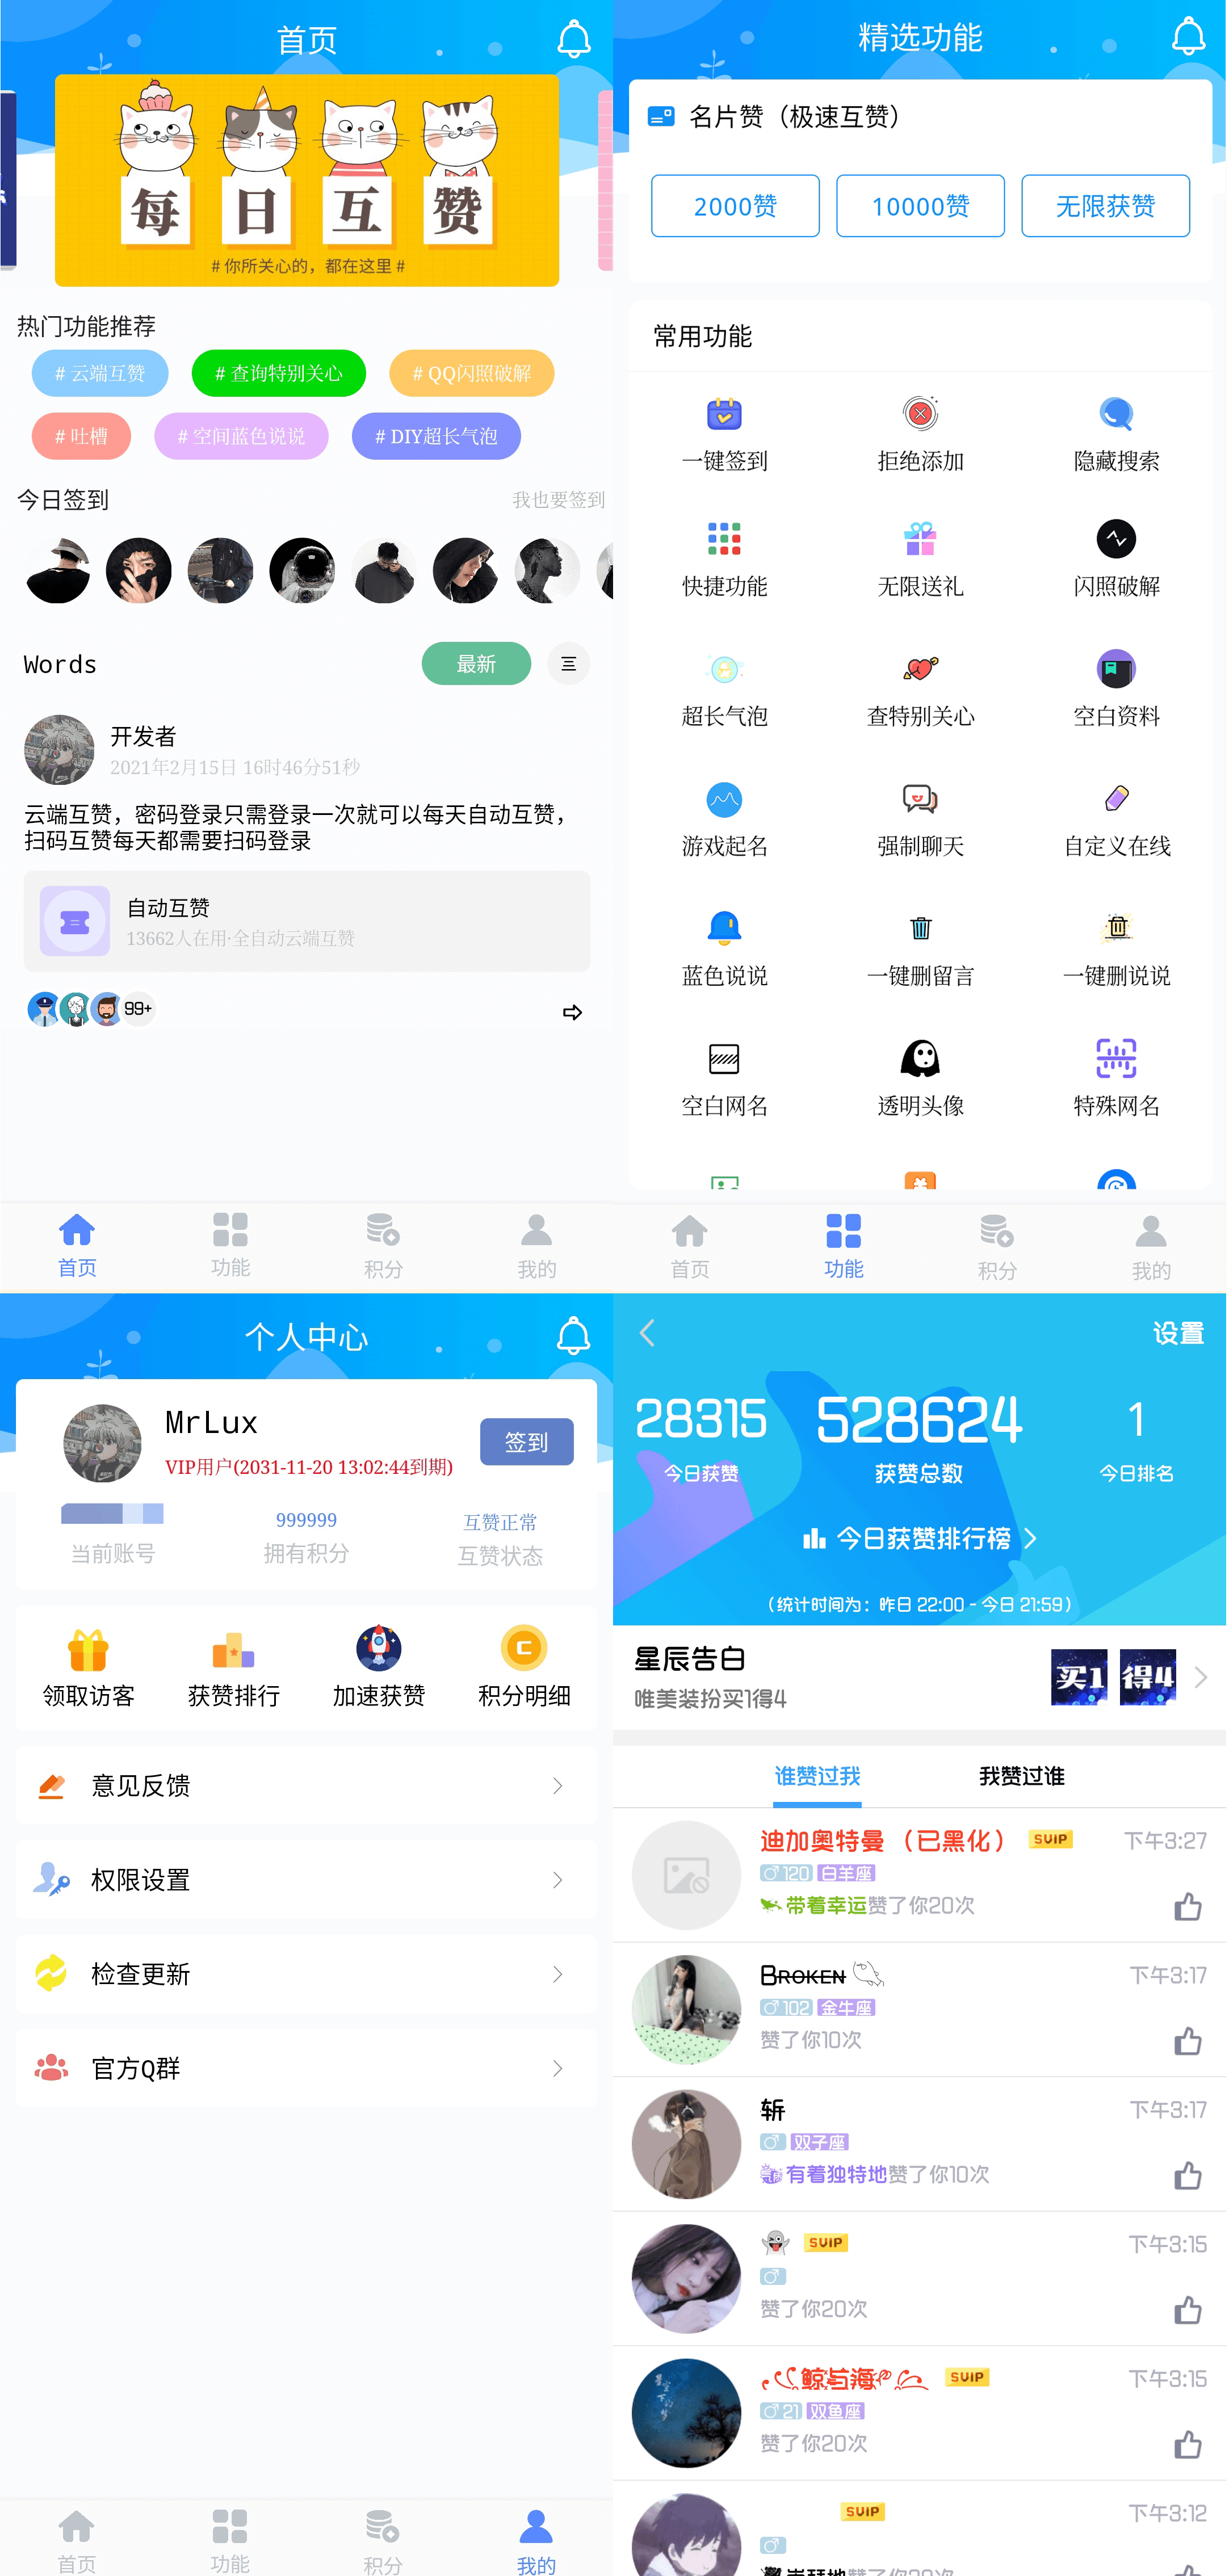 首页
每日互赞
# 你所关心的，都在这里 #
热门功能推荐
# 云端互赞
# 查询特别关心
# QQ闪照破解
# 吐槽
# 空间蓝色说说
# DIY超长气泡
今日签到
我也要签到
Words
最新
开发者
2021年2月15日 16时46分51秒
云端互赞，密码登录只需登录一次就可以每天自动互赞，
扫码互赞每天都需要扫码登录
自动互赞
13662人在用·全自动云端互赞
99+
首页
功能
积分
我的
精选功能
名片赞（极速互赞）
2000赞
10000赞
无限获赞
常用功能
一键签到
拒绝添加
隐藏搜索
快捷功能
无限送礼
闪照破解
超长气泡
查特别关心
空白资料
游戏起名
强制聊天
自定义在线
蓝色说说
一键删留言
一键删说说
空白网名
透明头像
特殊网名
首页
功能
积分
我的
个人中心
MrLux
VIP用户(2031-11-20 13:02:44到期)
签到
999999
互赞正常
当前账号
拥有积分
互赞状态
领取访客
获赞排行
加速获赞
积分明细
意见反馈
权限设置
检查更新
官方Q群
首页
功能
积分
我的
设置
28315
528624
1
今日获赞
获赞总数
今日排名
今日获赞排行榜
（统计时间为：昨日 22:00 - 今日 21:59）
星辰告白
唯美装扮买1得4
买1
得4
谁赞过我
我赞过谁
迪加奥特曼（已黑化）
SVIP
下午3:27
♂120 白羊座
带着幸运赞了你20次
Broken
下午3:17
♂102 金牛座
赞了你10次
斩
下午3:17
♂ 双子座
有着独特地赞了你10次
SVIP
下午3:15
♂
赞了你20次
鲸与海
SVIP
下午3:15
♂21 双鱼座
赞了你20次
SVIP
下午3:12
♂